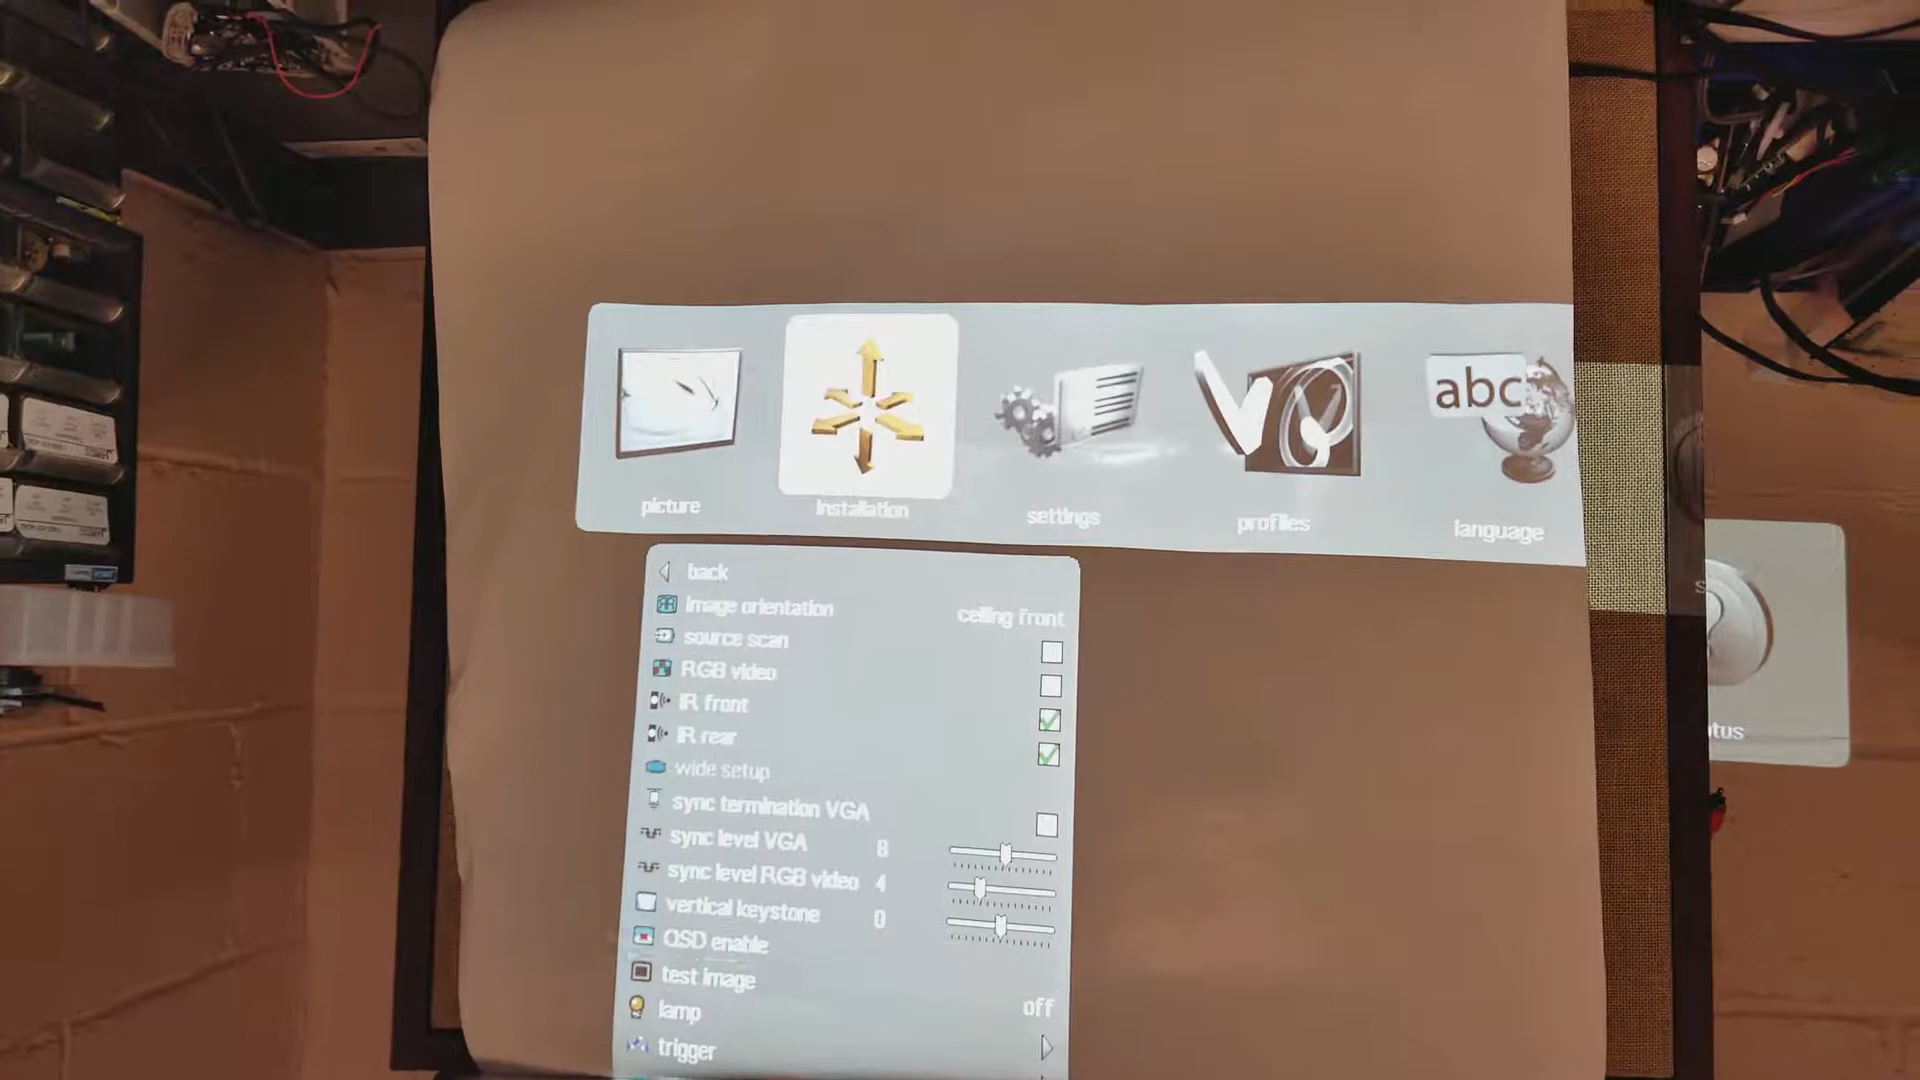 abc
picture
installation
settings
profiles
language
tus
back
image orientation ceiling front
source scan
RGB video
IR front
IR rear
wide setup
sync termination VGA
sync level VGA 8
sync level RGB video 4
vertical keystone 0
OSD enable
test image off
lamp
trigger